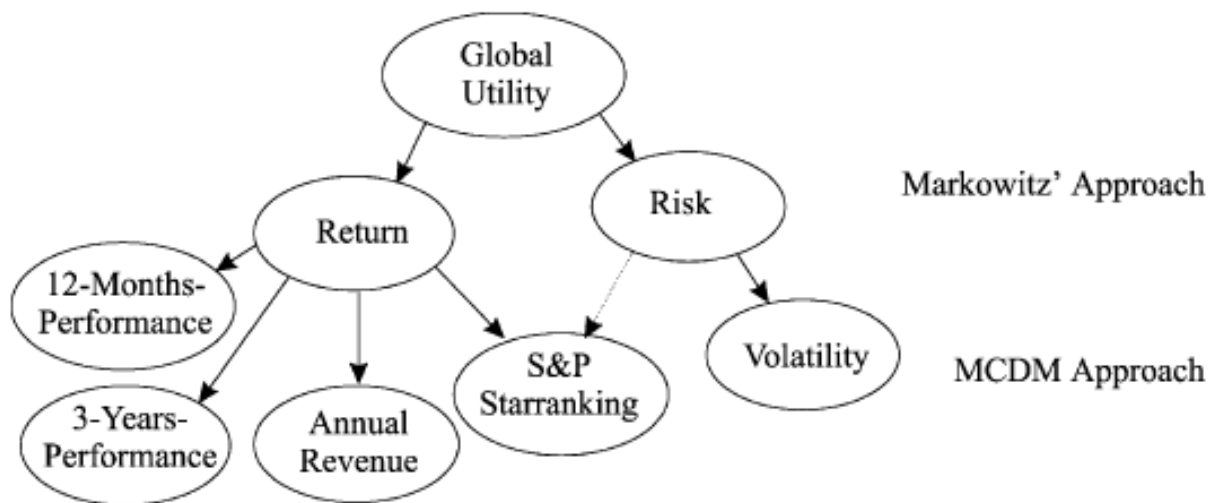 Global
Utility
Markowitz' Approach
Risk
Return
12-Months-
Performance
Volatility
MCDM Approach
S&P
Starranking
3-Years-
Performance
Annual
Revenue